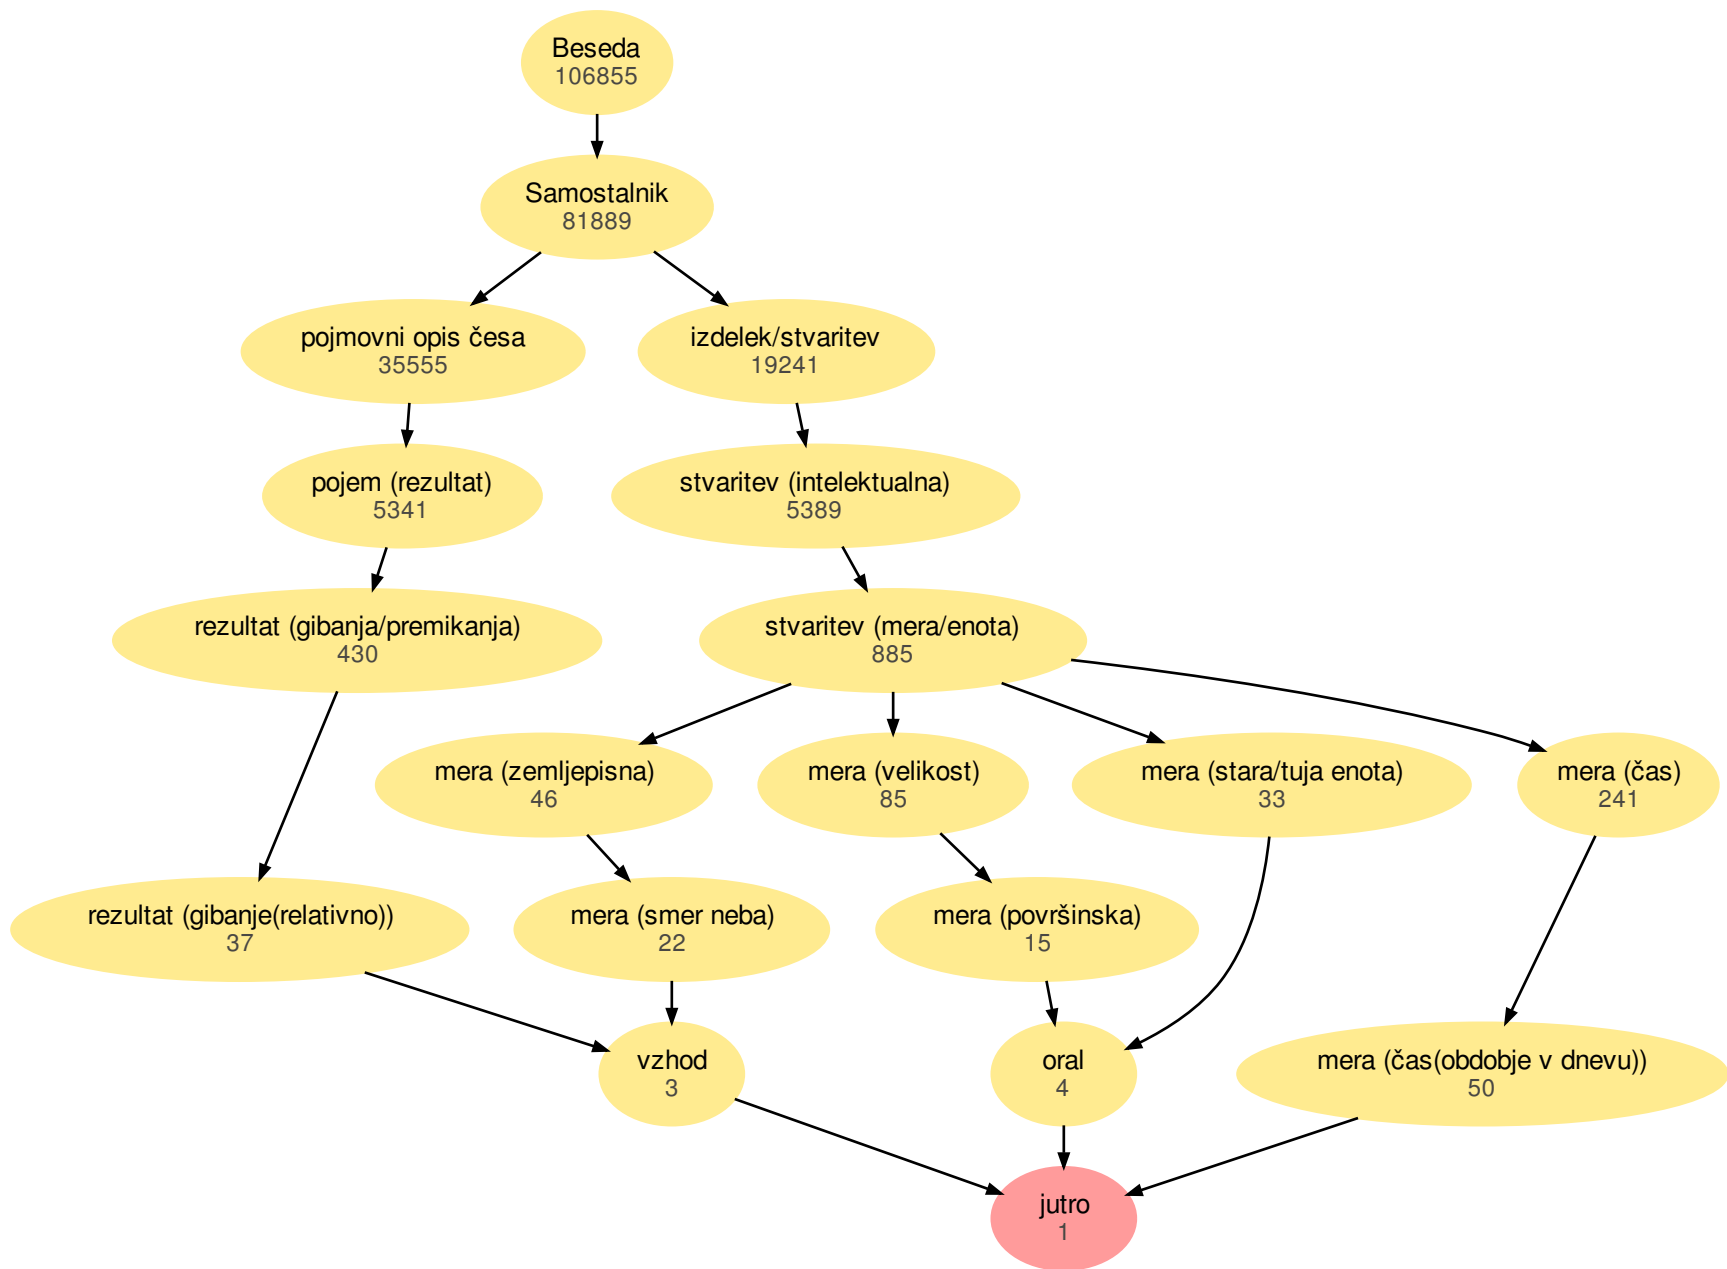 Beseda
106855
Samostalnik
81889
pojmovni opis česa
35555
izdelek/stvaritev
19241
pojem (rezultat)
5341
stvaritev (intelektualna)
5389
rezultat (gibanja/premikanja)
430
stvaritev (mera/enota)
885
mera (zemljepisna)
46
mera (velikost)
85
mera (stara/tuja enota)
33
mera (čas)
241
rezultat (gibanje(relativno))
37
mera (smer neba)
22
mera (površinska)
15
vzhod
3
oral
4
mera (čas(obdobje v dnevu))
50
jutro
1